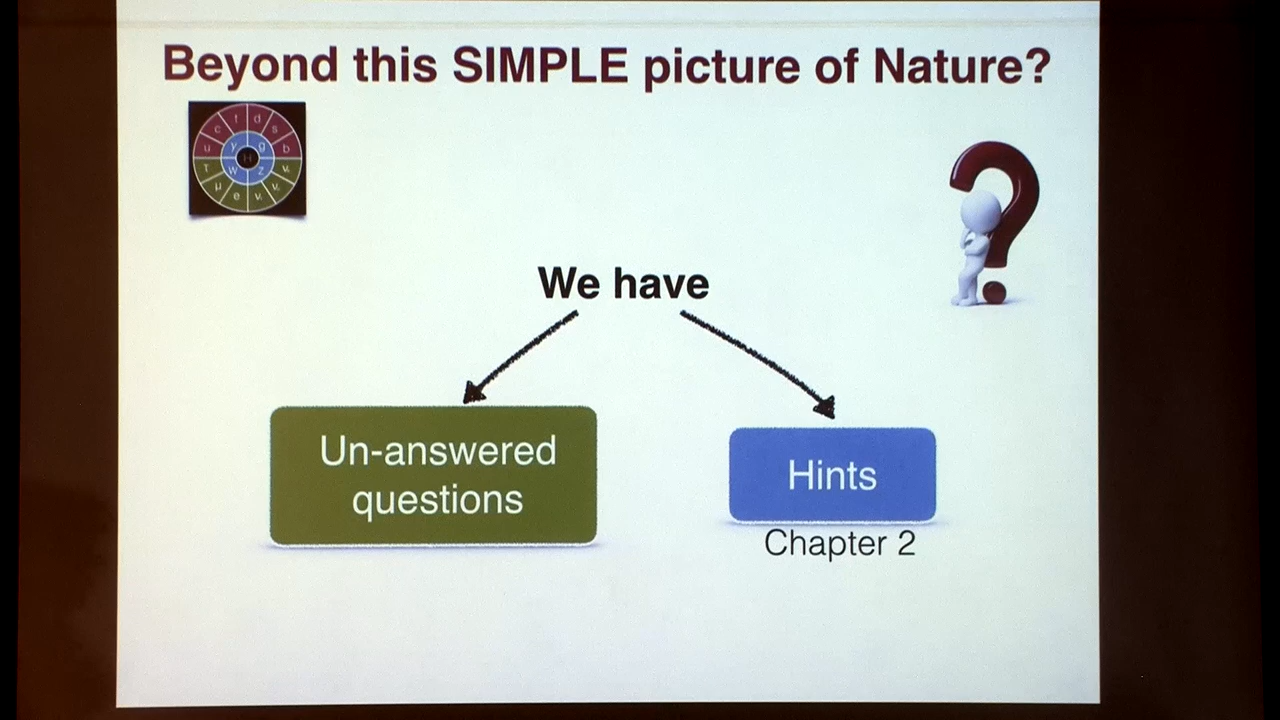 Beyond this SIMPLE picture of Nature?
t d
c s
u γ g b
H
τ W Z ν
μ ν
e ν
We have
Un-answered
questions
Hints
Chapter 2